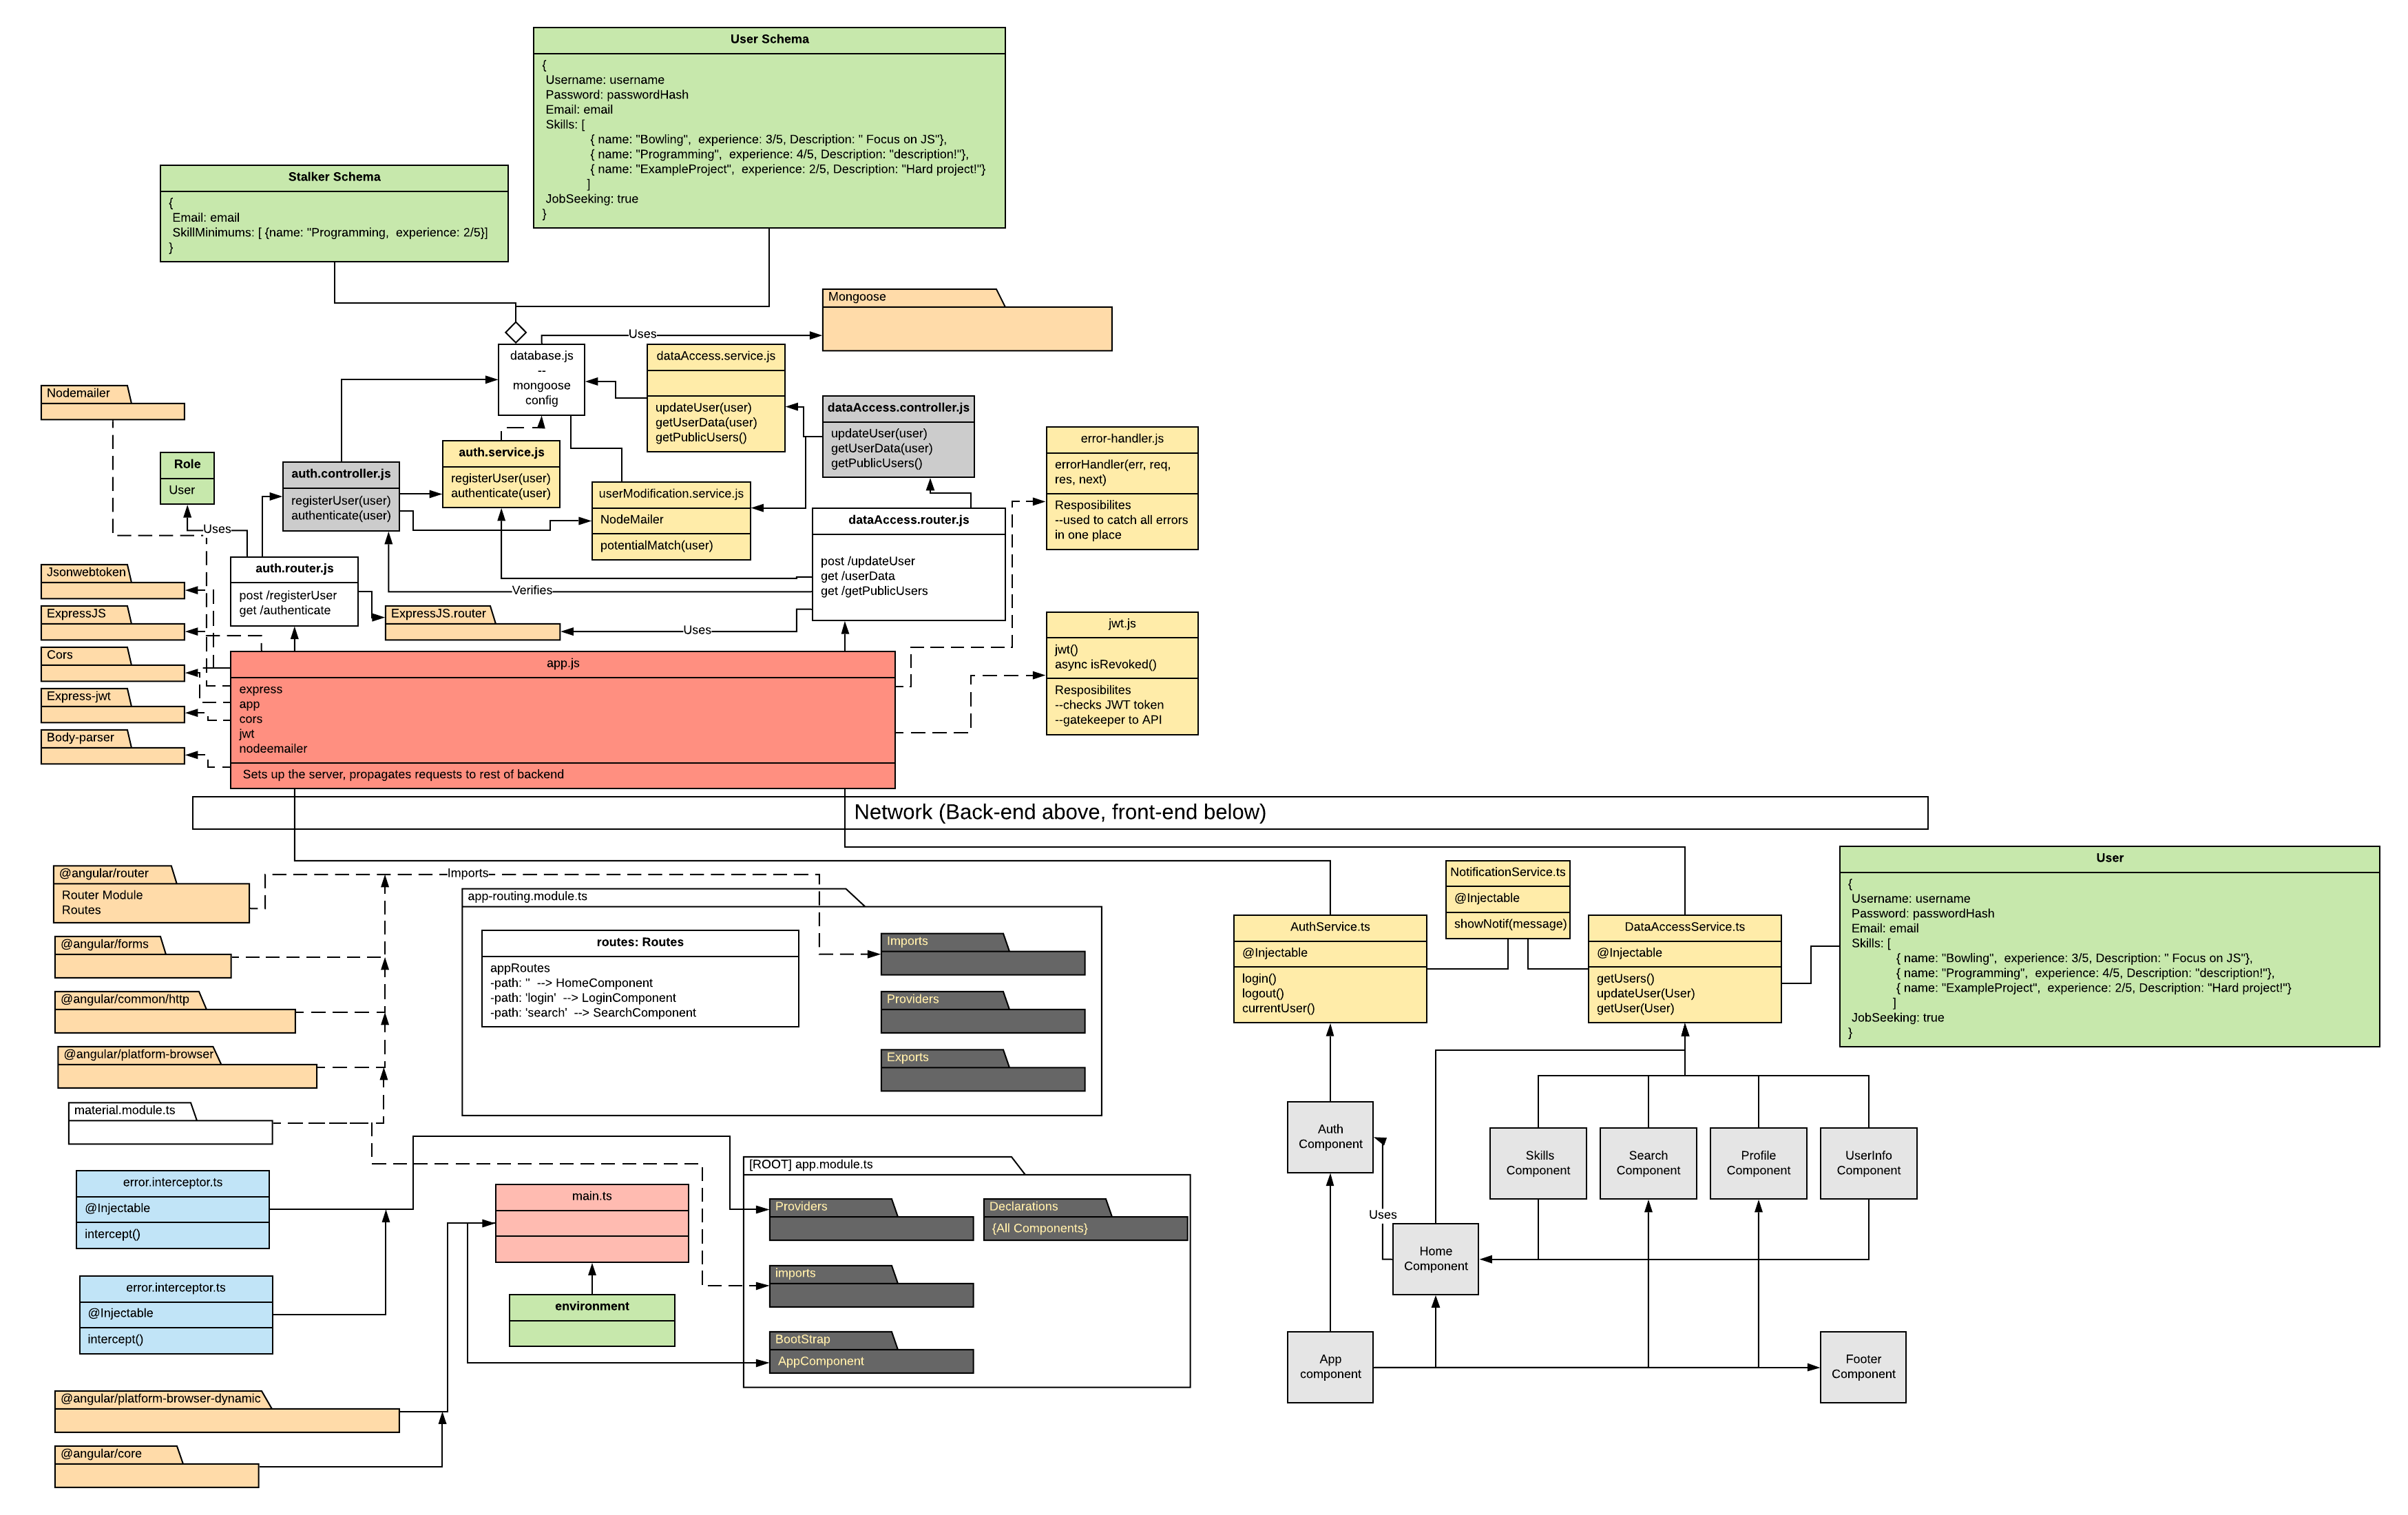 User Schema
{
Username: username
Password: passwordHash
Email: email
Skills: [
{ name: "Bowling",  experience: 3/5, Description: " Focus on JS"},
{ name: "Programming",  experience: 4/5, Description: "description!"},
{ name: "ExampleProject",  experience: 2/5, Description: "Hard project!"}
]
JobSeeking: true
}
Stalker Schema
{
Email: email
SkillMinimums: [ {name: "Programming,  experience: 2/5}]
}
Mongoose
Uses
database.js
--
mongoose
config
dataAccess.service.js
updateUser(user)
getUserData(user)
getPublicUsers()
Nodemailer
dataAccess.controller.js
updateUser(user)
getUserData(user)
getPublicUsers()
error-handler.js
errorHandler(err, req,
res, next)
Resposibilites
--used to catch all errors
in one place
Role
User
auth.controller.js
registerUser(user)
authenticate(user)
auth.service.js
registerUser(user)
authenticate(user)
userModification.service.js
NodeMailer
potentialMatch(user)
dataAccess.router.js
post /updateUser
get /userData
get /getPublicUsers
Uses
auth.router.js
post /registerUser
get /authenticate
Verifies
Jsonwebtoken
ExpressJS
ExpressJS.router
Uses
jwt.js
jwt()
async isRevoked()
Resposibilites
--checks JWT token
--gatekeeper to API
Cors
Express-jwt
Body-parser
app.js
express
app
cors
jwt
nodeemailer
Sets up the server, propagates requests to rest of backend
Network (Back-end above, front-end below)
@angular/router
Router Module
Routes
Imports
@angular/forms
@angular/common/http
@angular/platform-browser
material.module.ts
app-routing.module.ts
routes: Routes
appRoutes
-path: ''  --> HomeComponent
-path: 'login'  --> LoginComponent
-path: 'search'  --> SearchComponent
Imports
Providers
Exports
AuthService.ts
@Injectable
login()
logout()
currentUser()
NotificationService.ts
@Injectable
showNotif(message)
DataAccessService.ts
@Injectable
getUsers()
updateUser(User)
getUser(User)
User
{
Username: username
Password: passwordHash
Email: email
Skills: [
{ name: "Bowling",  experience: 3/5, Description: " Focus on JS"},
{ name: "Programming",  experience: 4/5, Description: "description!"},
{ name: "ExampleProject",  experience: 2/5, Description: "Hard project!"}
]
JobSeeking: true
}
error.interceptor.ts
@Injectable
intercept()
error.interceptor.ts
@Injectable
intercept()
main.ts
environment
[ROOT] app.module.ts
Providers
Declarations
{All Components}
imports
BootStrap
AppComponent
@angular/platform-browser-dynamic
@angular/core
Auth
Component
Skills
Component
Search
Component
Profile
Component
UserInfo
Component
Uses
Home
Component
App
component
Footer
Component